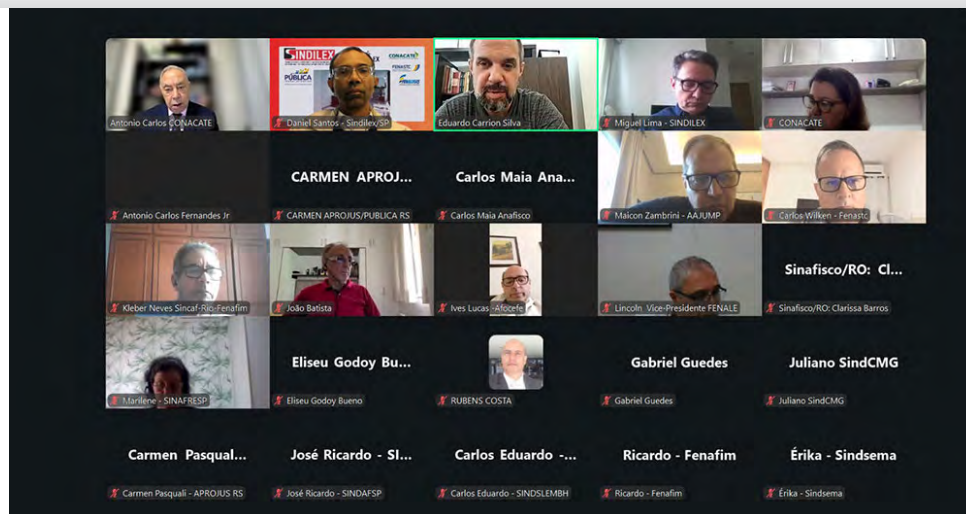 SINDILEX
CONACATE
PÚBLICA
FENASTC
Antonio Carlos CONACATE
Daniel Santos - Sindilex/SP
Eduardo Carrion Silva
Miguel Lima - SINDILEX
CONACATE
CARMEN APROJ...
Carlos Maia Ana...
Antonio Carlos Fernandes Jr
CARMEN APROJUS/PUBLICA RS
Carlos Maia Anafisco
Maicon Zambrini - AAJUMP
Carlos Wilken - Fenastc
Sinafisco/RO: Cl...
Kleber Neves Sincaf-Rio-Fenafim
João Batista
Ives Lucas -Afocefe
Lincoln Vice-Presidente FENALE
Sinafisco/RO: Clarissa Barros
Eliseu Godoy Bu...
Gabriel Guedes
Juliano SindCMG
Marilene - SINAFRESP
Eliseu Godoy Bueno
RUBENS COSTA
Gabriel Guedes
Juliano SindCMG
Carmen Pasqual...
José Ricardo - SI...
Carlos Eduardo -...
Ricardo - Fenafim
Érika - Sindsema
Carmen Pasquali - APROJUS RS
José Ricardo - SINDAFSP
Carlos Eduardo - SINDSLEMBH
Ricardo - Fenafim
Érika - Sindsema